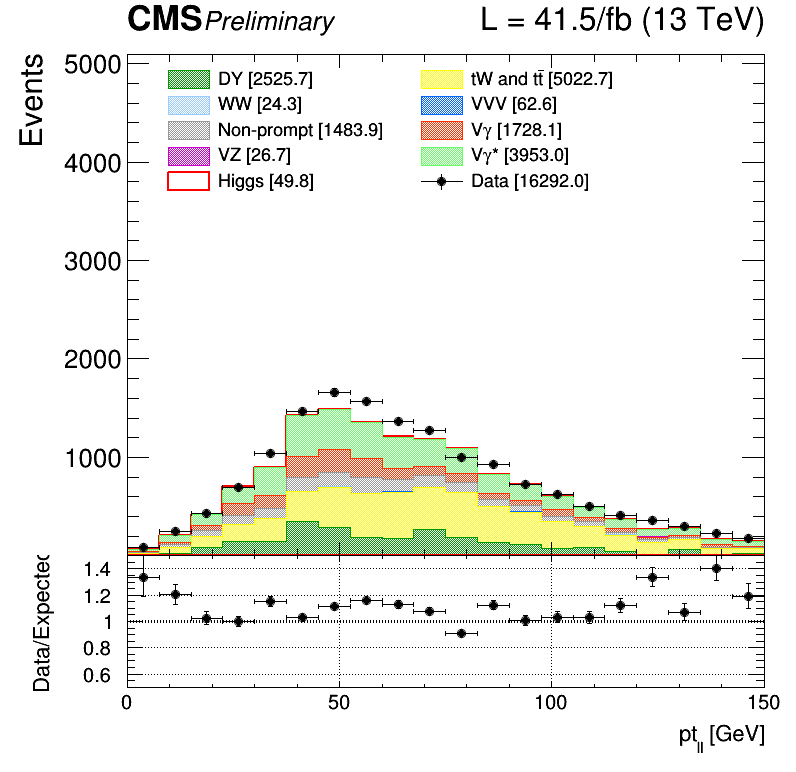 CMS Preliminary L = 41.5/fb (13 TeV)
Events
5000
4000
3000
2000
1000
DY [2525.7]
WW [24.3]
Non-prompt [1483.9]
VZ [26.7]
Higgs [49.8]
tW and tt̄ [5022.7]
VVV [62.6]
Vγ [1728.1]
Vγ* [3953.0]
Data [16292.0]
Data/Expected
1.4
1.2
1
0.8
0.6
0 50 100 150
pt_ll [GeV]